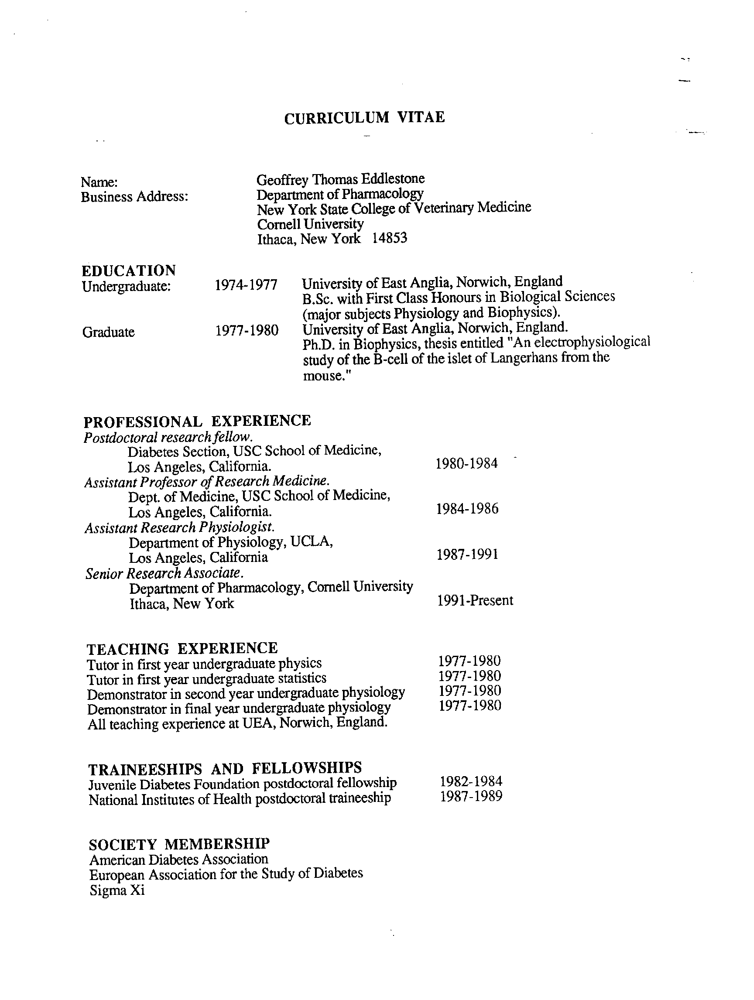 CURRICULUM VITAE
Name: Geoffrey Thomas Eddlestone
Business Address: Department of Pharmacology
New York State College of Veterinary Medicine
Cornell University
Ithaca, New York 14853
EDUCATION
Undergraduate: 1974-1977 University of East Anglia, Norwich, England
B.Sc. with First Class Honours in Biological Sciences
(major subjects Physiology and Biophysics).
Graduate 1977-1980 University of East Anglia, Norwich, England.
Ph.D. in Biophysics, thesis entitled "An electrophysiological
study of the B-cell of the islet of Langerhans from the
mouse."
PROFESSIONAL EXPERIENCE
Postdoctoral research fellow.
Diabetes Section, USC School of Medicine,
Los Angeles, California. 1980-1984
Assistant Professor of Research Medicine.
Dept. of Medicine, USC School of Medicine,
Los Angeles, California. 1984-1986
Assistant Research Physiologist.
Department of Physiology, UCLA,
Los Angeles, California 1987-1991
Senior Research Associate.
Department of Pharmacology, Cornell University
Ithaca, New York 1991-Present
TEACHING EXPERIENCE
Tutor in first year undergraduate physics 1977-1980
Tutor in first year undergraduate statistics 1977-1980
Demonstrator in second year undergraduate physiology 1977-1980
Demonstrator in final year undergraduate physiology 1977-1980
All teaching experience at UEA, Norwich, England.
TRAINEESHIPS AND FELLOWSHIPS
Juvenile Diabetes Foundation postdoctoral fellowship 1982-1984
National Institutes of Health postdoctoral traineeship 1987-1989
SOCIETY MEMBERSHIP
American Diabetes Association
European Association for the Study of Diabetes
Sigma Xi